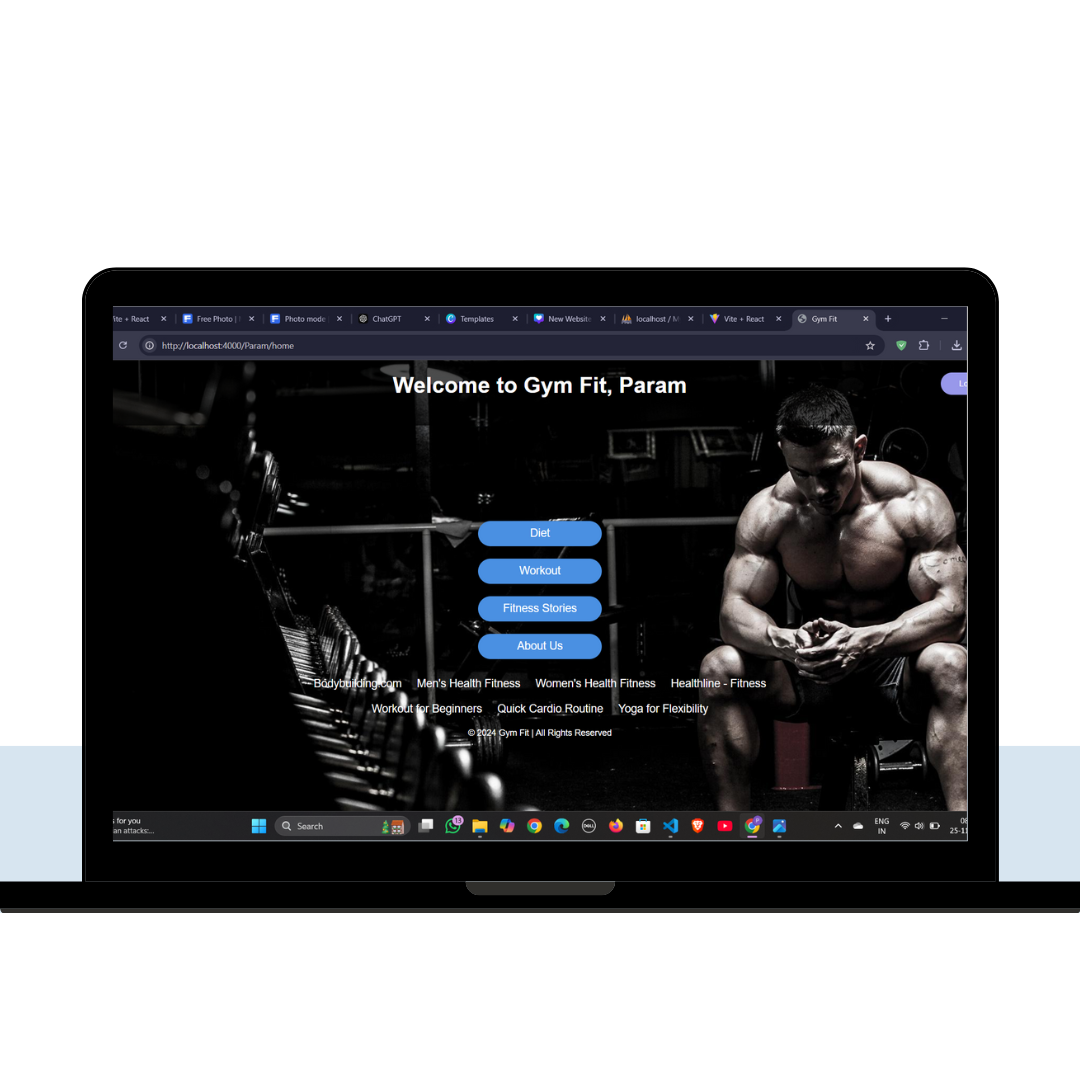 ite + React Free Photo | Photo mode ChatGPT Templates New Website localhost / M Vite + React Gym Fit
http://localhost:4000/Param/home
Welcome to Gym Fit, Param
Lo
Diet
Workout
Fitness Stories
About Us
Bodybuilding.com Men's Health Fitness Women's Health Fitness Healthline - Fitness
Workout for Beginners Quick Cardio Routine Yoga for Flexibility
© 2024 Gym Fit | All Rights Reserved
s for you
an attacks:...
Search
13
DELL
ENG
IN
08
25-11